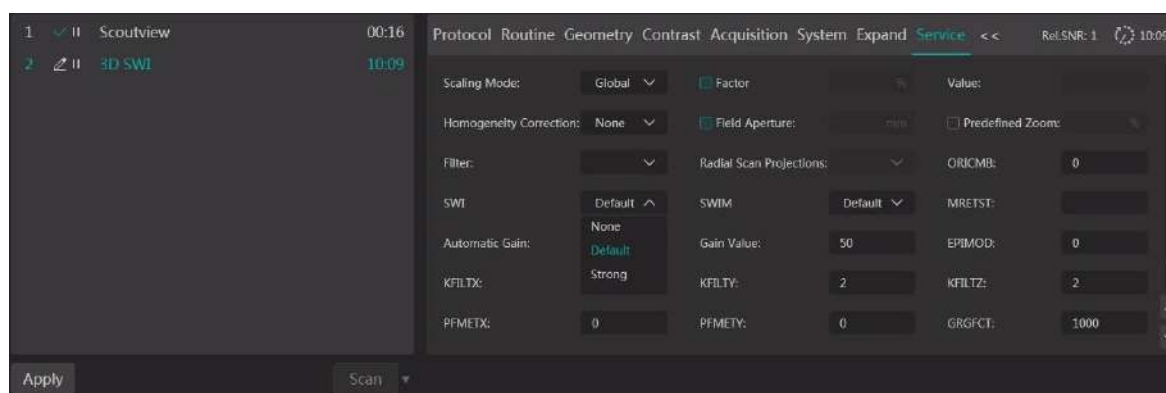 1 Scoutview 00:16
2 3D SWI 10:09
Protocol Routine Geometry Contrast Acquisition System Expand Service << Rel.SNR: 1 10:09
Scaling Mode: Global Factor % Value:
Homogeneity Correction: None Field Aperture: mm Predefined Zoom: %
Filter: Radial Scan Projections: ORICMB: 0
SWI Default SWIM Default MRETST:
None
Automatic Gain: Default Gain Value: 50 EPIMOD: 0
Strong
KFILTX: KFILTY: 2 KFILTZ: 2
PFMETX: 0 PFMETY: 0 GRGFCT: 1000
Apply Scan